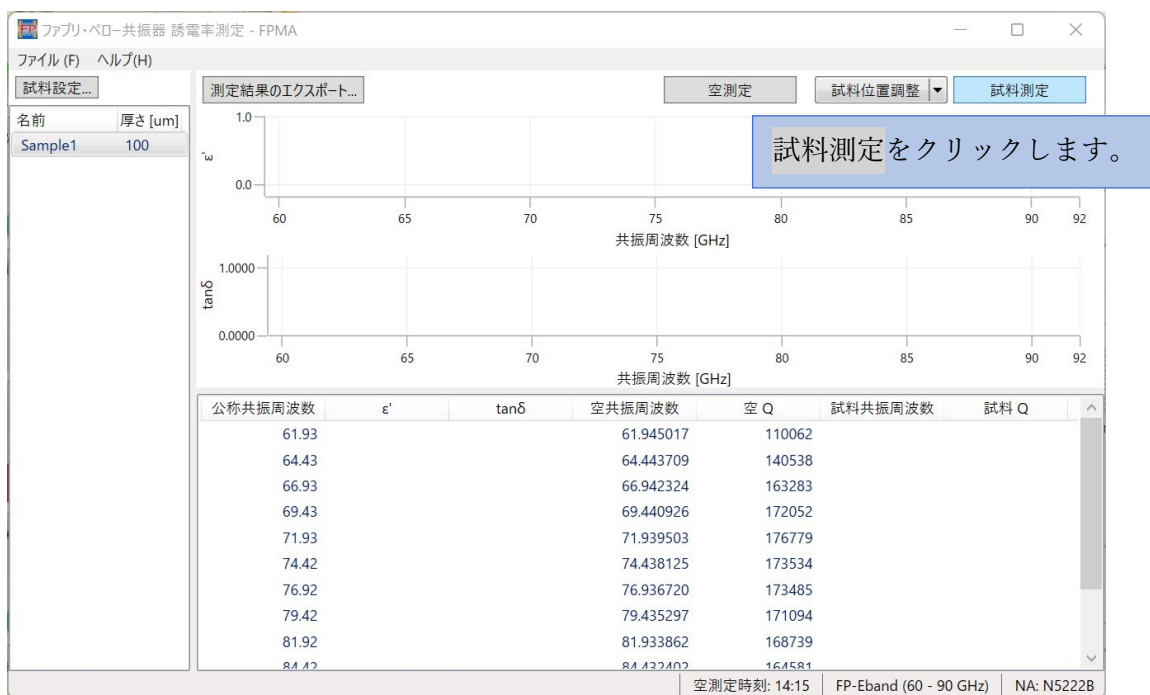 ファブリ・ペロー共振器 誘電率測定 - FPMA
ファイル (F) ヘルプ(H)
試料設定... 測定結果のエクスポート... 空測定 試料位置調整 試料測定
名前 厚さ [um]
Sample1 100
試料測定をクリックします。
1.0
ε'
0.0
60 65 70 75 80 85 90 92
共振周波数 [GHz]
1.0000
tanδ
0.0000
60 65 70 75 80 85 90 92
共振周波数 [GHz]
公称共振周波数 ε' tanδ 空共振周波数 空 Q 試料共振周波数 試料 Q
61.93 61.945017 110062
64.43 64.443709 140538
66.93 66.942324 163283
69.43 69.440926 172052
71.93 71.939503 176779
74.42 74.438125 173534
76.92 76.936720 173485
79.42 79.435297 171094
81.92 81.933862 168739
84.42 84.432402 164581
空測定時刻: 14:15 FP-Eband (60 - 90 GHz) NA: N5222B